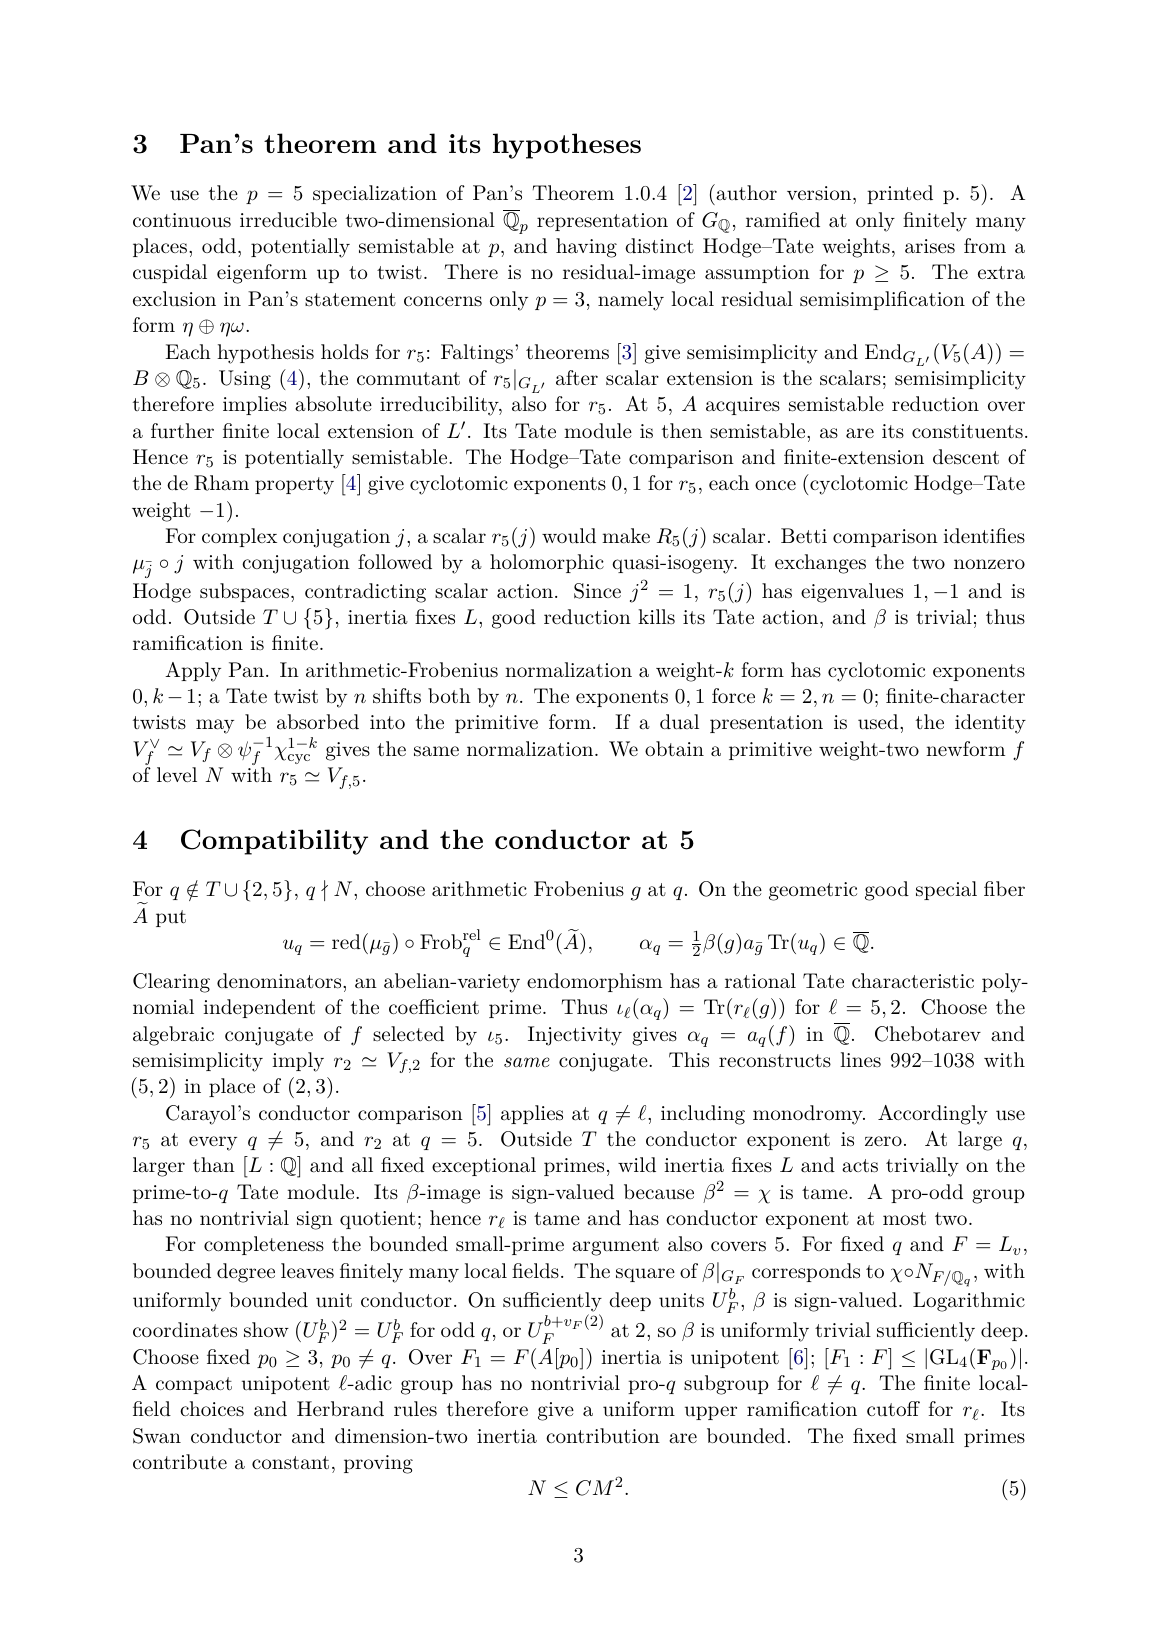 3 Pan's theorem and its hypotheses
We use the p = 5 specialization of Pan's Theorem 1.0.4 [2] (author version, printed p. 5). A
continuous irreducible two-dimensional Q̅_p representation of G_ℚ, ramified at only finitely many
places, odd, potentially semistable at p, and having distinct Hodge–Tate weights, arises from a
cuspidal eigenform up to twist. There is no residual-image assumption for p ≥ 5. The extra
exclusion in Pan's statement concerns only p = 3, namely local residual semisimplification of the
form η ⊕ ηω.
Each hypothesis holds for r_5: Faltings' theorems [3] give semisimplicity and End_{G_{L′}}(V_5(A)) =
B ⊗ ℚ_5. Using (4), the commutant of r_5|_{G_{L′}} after scalar extension is the scalars; semisimplicity
therefore implies absolute irreducibility, also for r_5. At 5, A acquires semistable reduction over
a further finite local extension of L′. Its Tate module is then semistable, as are its constituents.
Hence r_5 is potentially semistable. The Hodge–Tate comparison and finite-extension descent of
the de Rham property [4] give cyclotomic exponents 0, 1 for r_5, each once (cyclotomic Hodge–Tate
weight −1).
For complex conjugation j, a scalar r_5(j) would make R_5(j) scalar. Betti comparison identifies
μ_{j̄} ∘ j with conjugation followed by a holomorphic quasi-isogeny. It exchanges the two nonzero
Hodge subspaces, contradicting scalar action. Since j² = 1, r_5(j) has eigenvalues 1, −1 and is
odd. Outside T ∪ {5}, inertia fixes L, good reduction kills its Tate action, and β is trivial; thus
ramification is finite.
Apply Pan. In arithmetic-Frobenius normalization a weight-k form has cyclotomic exponents
0, k − 1; a Tate twist by n shifts both by n. The exponents 0, 1 force k = 2, n = 0; finite-character
twists may be absorbed into the primitive form. If a dual presentation is used, the identity
V_f^∨ ≃ V_f ⊗ ψ_f^{−1}χ_{cyc}^{1−k} gives the same normalization. We obtain a primitive weight-two newform f
of level N with r_5 ≃ V_{f,5}.
4 Compatibility and the conductor at 5
For q ∉ T ∪ {2, 5}, q ∤ N, choose arithmetic Frobenius g at q. On the geometric good special fiber
Ã put
u_q = red(μ_{ḡ}) ∘ Frob_q^{rel} ∈ End⁰(Ã), α_q = ½β(g)a_{ḡ} Tr(u_q) ∈ Q̅.
Clearing denominators, an abelian-variety endomorphism has a rational Tate characteristic poly-
nomial independent of the coefficient prime. Thus ι_ℓ(α_q) = Tr(r_ℓ(g)) for ℓ = 5, 2. Choose the
algebraic conjugate of f selected by ι_5. Injectivity gives α_q = a_q(f) in Q̅. Chebotarev and
semisimplicity imply r_2 ≃ V_{f,2} for the same conjugate. This reconstructs lines 992–1038 with
(5, 2) in place of (2, 3).
Carayol's conductor comparison [5] applies at q ≠ ℓ, including monodromy. Accordingly use
r_5 at every q ≠ 5, and r_2 at q = 5. Outside T the conductor exponent is zero. At large q,
larger than [L : ℚ] and all fixed exceptional primes, wild inertia fixes L and acts trivially on the
prime-to-q Tate module. Its β-image is sign-valued because β² = χ is tame. A pro-odd group
has no nontrivial sign quotient; hence r_ℓ is tame and has conductor exponent at most two.
For completeness the bounded small-prime argument also covers 5. For fixed q and F = L_v,
bounded degree leaves finitely many local fields. The square of β|_{G_F} corresponds to χ∘N_{F/ℚ_q}, with
uniformly bounded unit conductor. On sufficiently deep units U_F^b, β is sign-valued. Logarithmic
coordinates show (U_F^b)² = U_F^b for odd q, or U_F^{b+v_F(2)} at 2, so β is uniformly trivial sufficiently deep.
Choose fixed p_0 ≥ 3, p_0 ≠ q. Over F_1 = F(A[p_0]) inertia is unipotent [6]; [F_1 : F] ≤ |GL_4(𝐅_{p_0})|.
A compact unipotent ℓ-adic group has no nontrivial pro-q subgroup for ℓ ≠ q. The finite local-
field choices and Herbrand rules therefore give a uniform upper ramification cutoff for r_ℓ. Its
Swan conductor and dimension-two inertia contribution are bounded. The fixed small primes
contribute a constant, proving
N ≤ CM². (5)
3